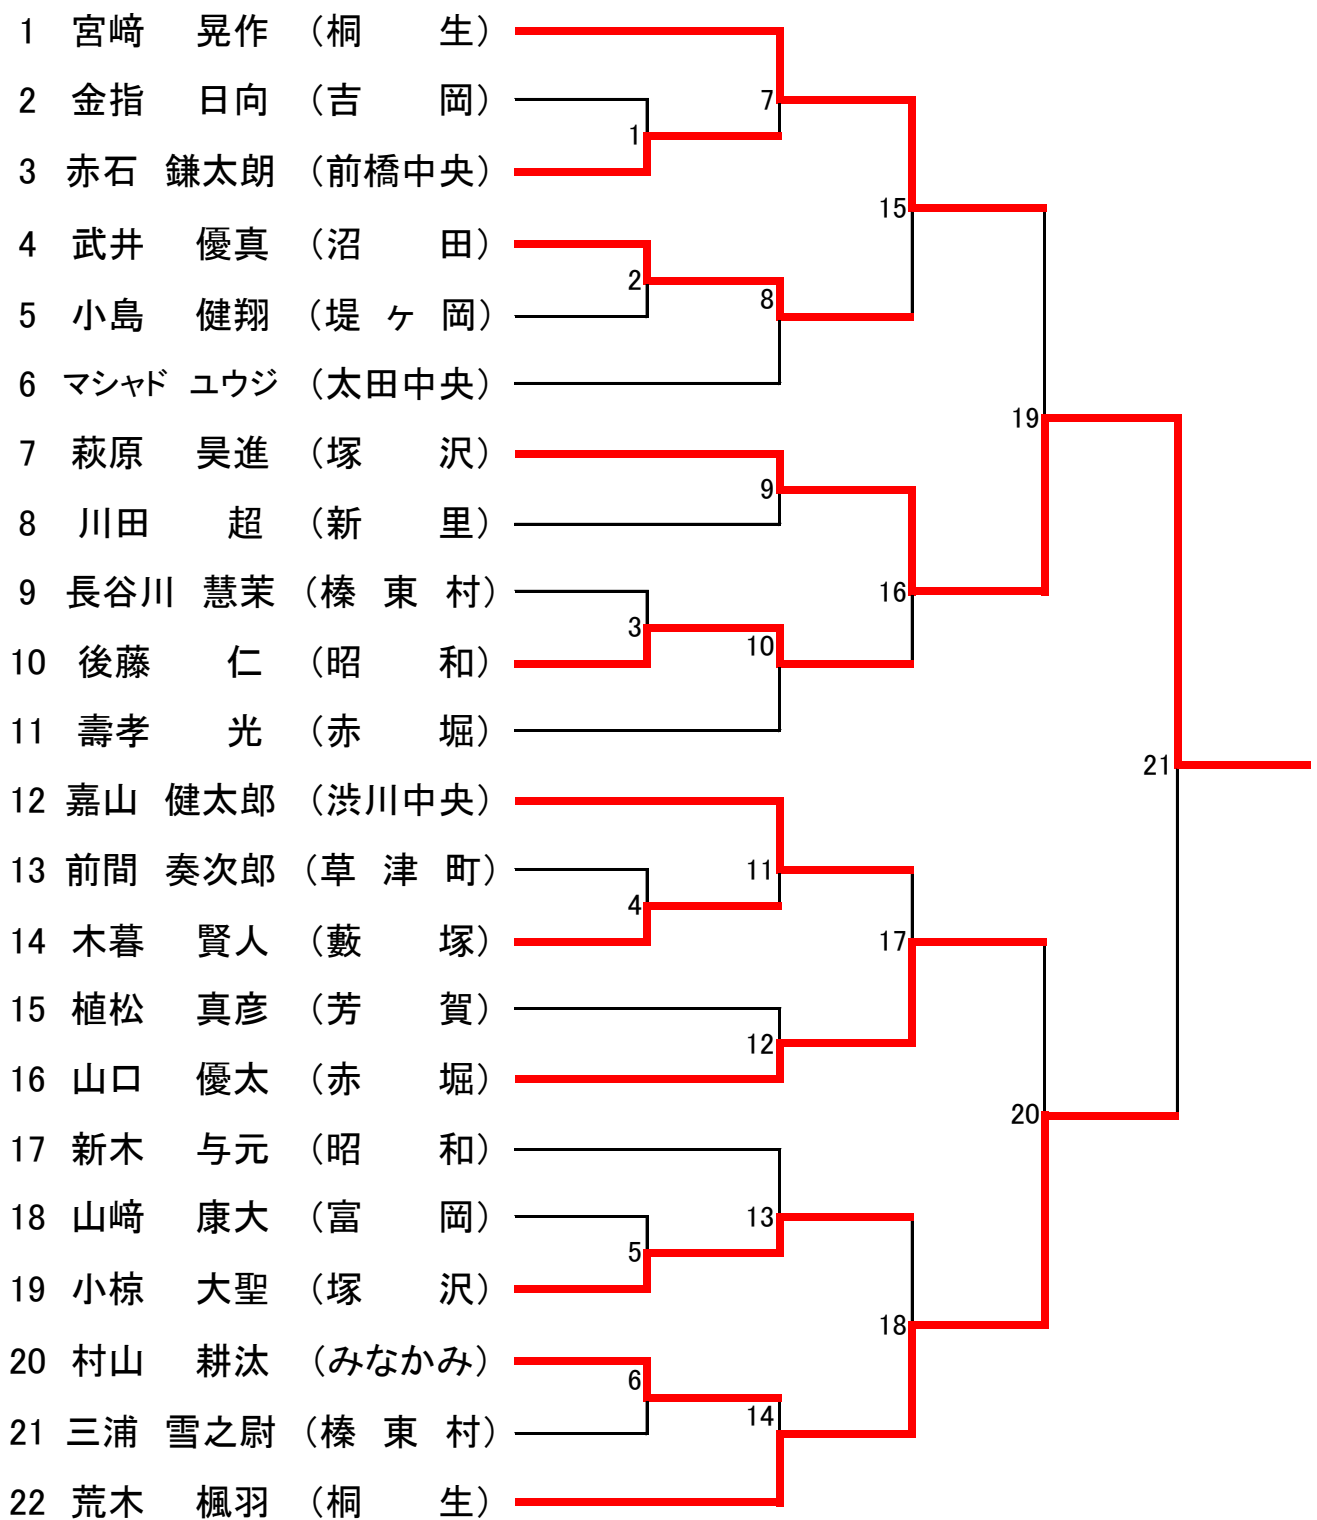 1 宮﨑 晃作 （桐 生）
2 金指 日向 （吉 岡）
3 赤石 鎌太朗 （前橋中央）
4 武井 優真 （沼 田）
5 小島 健翔 （堤 ヶ 岡）
6 マシャド ユウジ （太田中央）
7 萩原 昊進 （塚 沢）
8 川田 超 （新 里）
9 長谷川 慧茉 （榛 東 村）
10 後藤 仁 （昭 和）
11 壽孝 光 （赤 堀）
12 嘉山 健太郎 （渋川中央）
13 前間 奏次郎 （草 津 町）
14 木暮 賢人 （藪 塚）
15 植松 真彦 （芳 賀）
16 山口 優太 （赤 堀）
17 新木 与元 （昭 和）
18 山﨑 康大 （富 岡）
19 小椋 大聖 （塚 沢）
20 村山 耕汰 （みなかみ）
21 三浦 雪之尉 （榛 東 村）
22 荒木 楓羽 （桐 生）
1
2
3
4
5
6
7
8
9
10
11
12
13
14
15
16
17
18
19
20
21